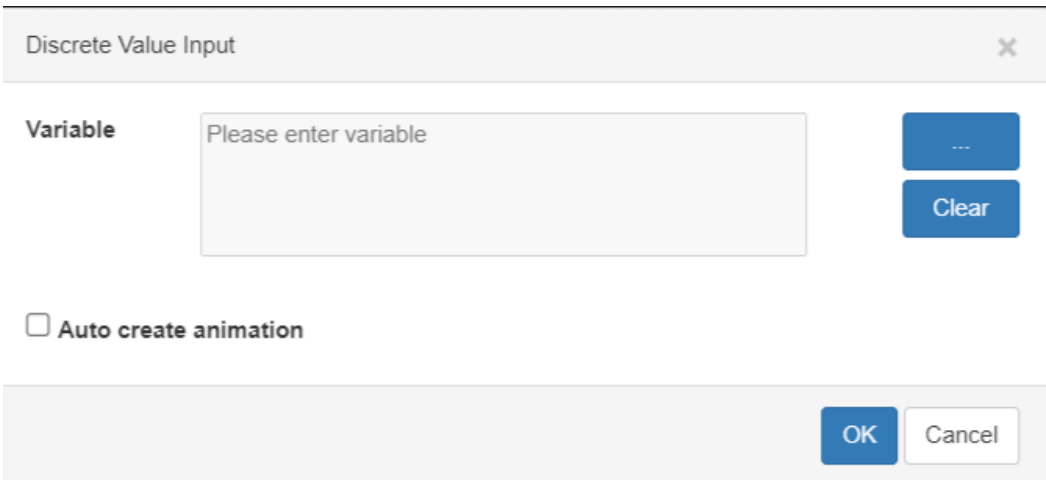 Discrete Value Input ×
Variable
Please enter variable
...
Clear
Auto create animation
OK
Cancel